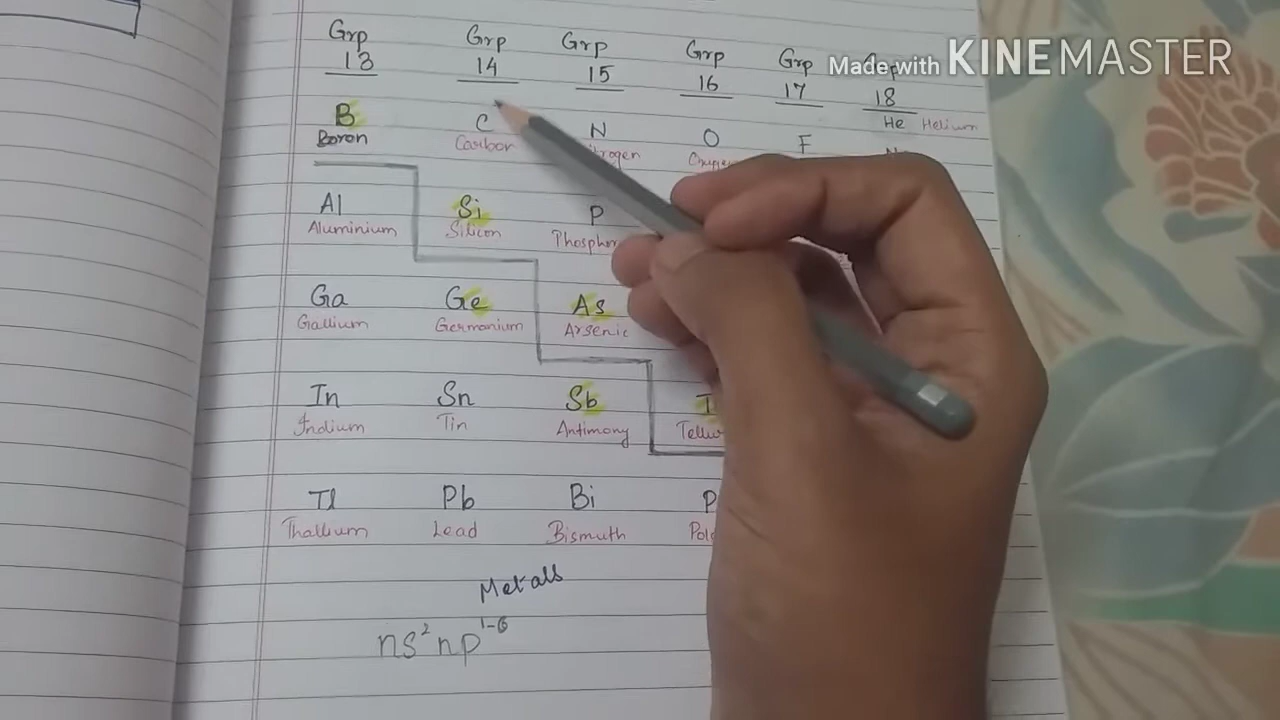 Made with KINEMASTER
Grp Grp Grp Grp Grp
13 14 15 16 17 18
He Helium
B C N O F
Boron Carbon
Al Si P
Aluminium Silicon
Ga Ge As
Gallium Germanium Arsenic
In Sn Sb
Indium Tin Antimony
Tl Pb Bi
Thallium Lead Bismuth
Metals
ns² np¹⁻⁶